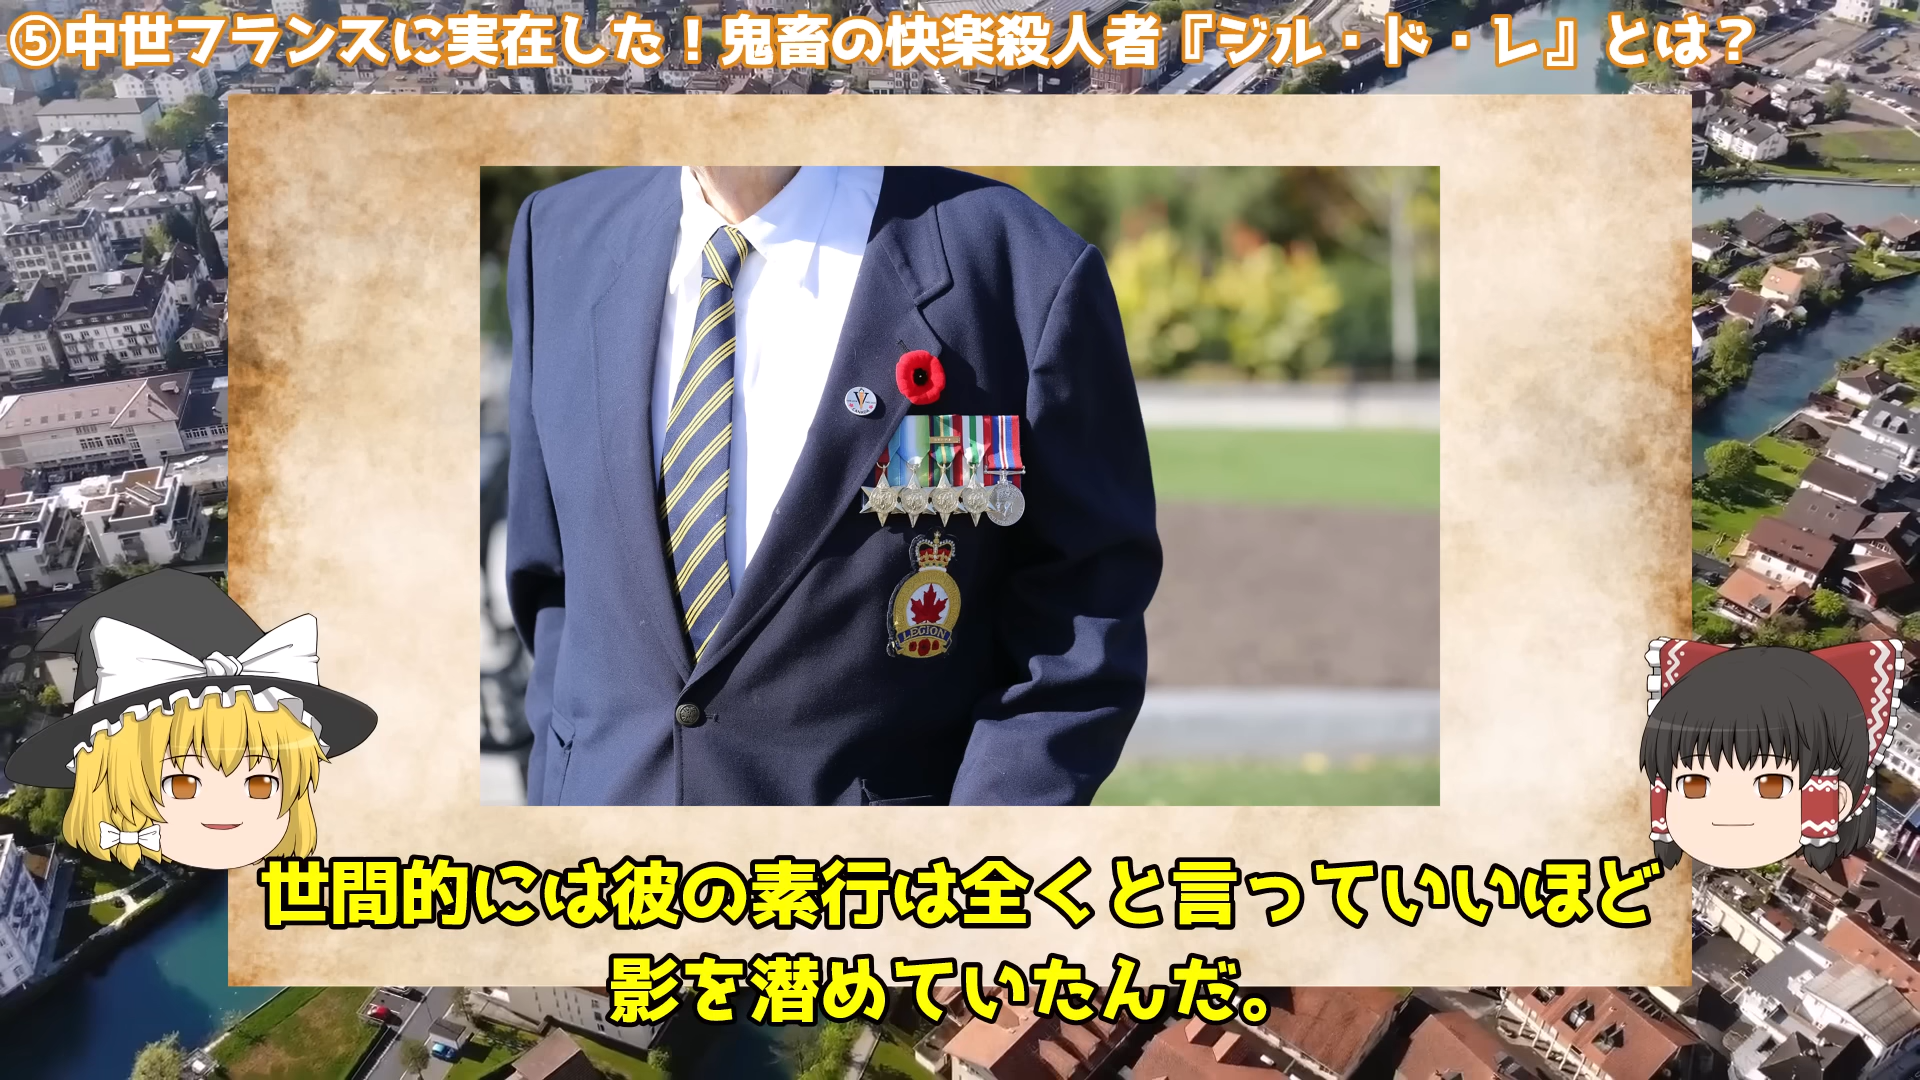 ⑤中世フランスに実在した！鬼畜の快楽殺人者『ジル・ド・レ』とは？
LEGION
世間的には彼の素行は全くと言っていいほど
影を潜めていたんだ。